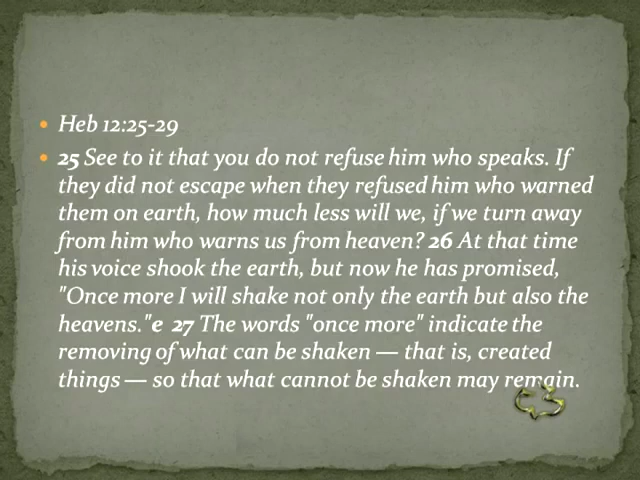 • Heb 12:25-29
• 25 See to it that you do not refuse him who speaks. If
they did not escape when they refused him who warned
them on earth, how much less will we, if we turn away
from him who warns us from heaven? 26 At that time
his voice shook the earth, but now he has promised,
"Once more I will shake not only the earth but also the
heavens."e 27 The words "once more" indicate the
removing of what can be shaken — that is, created
things — so that what cannot be shaken may remain.